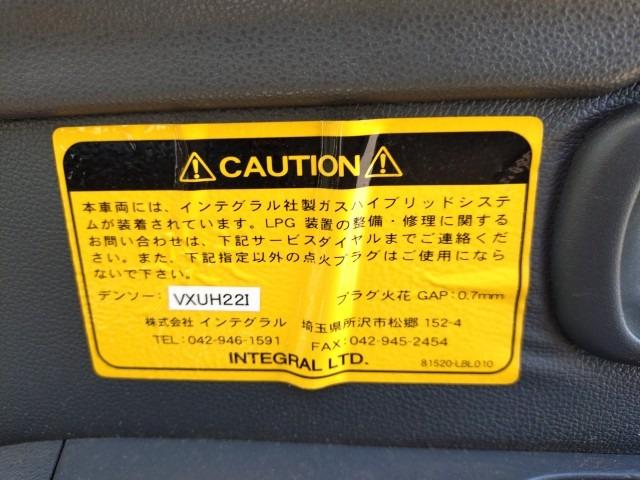 CAUTION
本車両には、インテグラル社製ガスハイブリッドシステ
ムが装着されています。LPG 装置の整備・修理に関する
お問い合わせは、下記サービスダイヤルまでご連絡くだ
さい。また、下記指定以外の点火プラグはご使用になら
ないで下さい。
デンソー: VXUH22I プラグ火花 GAP: 0.7mm
株式会社 インテグラル 埼玉県所沢市松郷 152-4
TEL: 042-946-1591 FAX: 042-945-2454
INTEGRAL LTD. 81520-LBL010